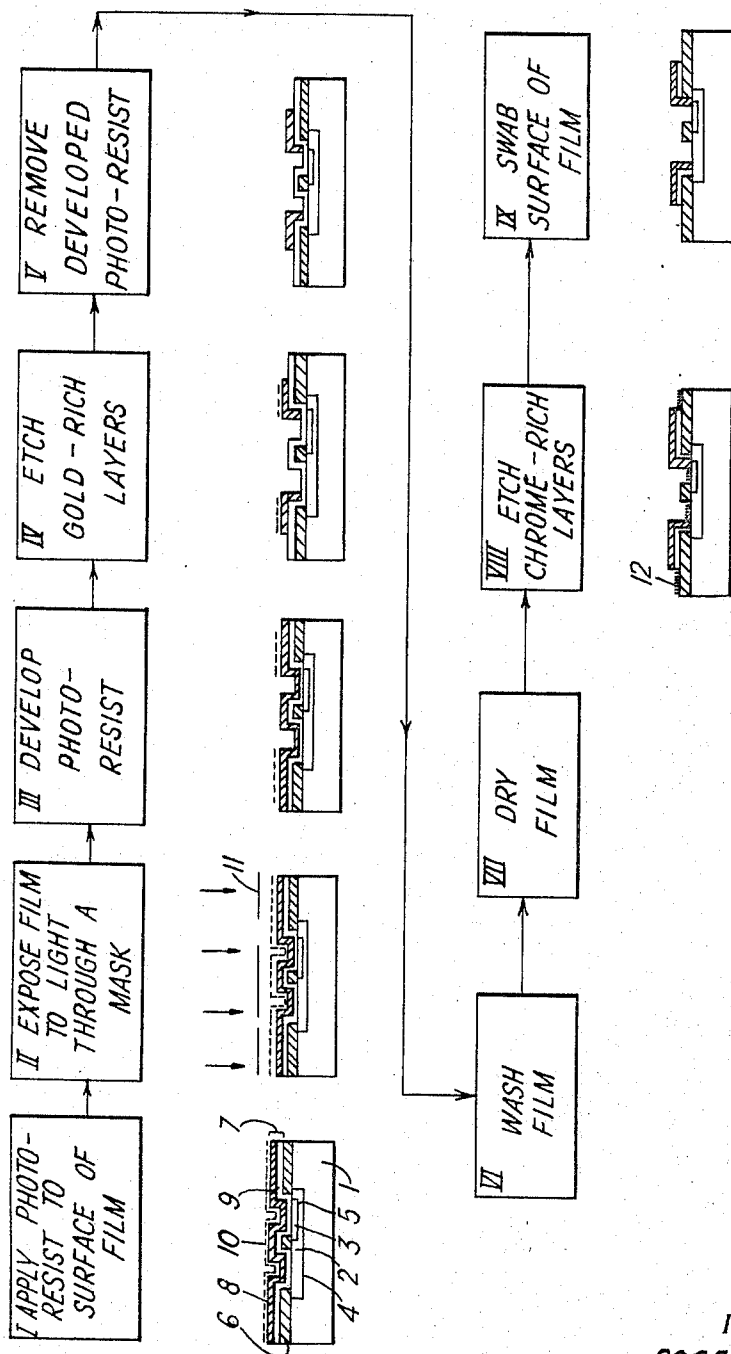 I APPLY PHOTO-
RESIST TO
SURFACE OF
FILM
II EXPOSE FILM
TO LIGHT
THROUGH A
MASK
III DEVELOP
PHOTO-
RESIST
IV ETCH
GOLD-RICH
LAYERS
V REMOVE
DEVELOPED
PHOTO-RESIST
6
8
10
9
7
4
2
3
5
1
11
VI
WASH
FILM
VII DRY
FILM
VIII ETCH
CHROME-RICH
LAYERS
IX SWAB
SURFACE OF
FILM
12